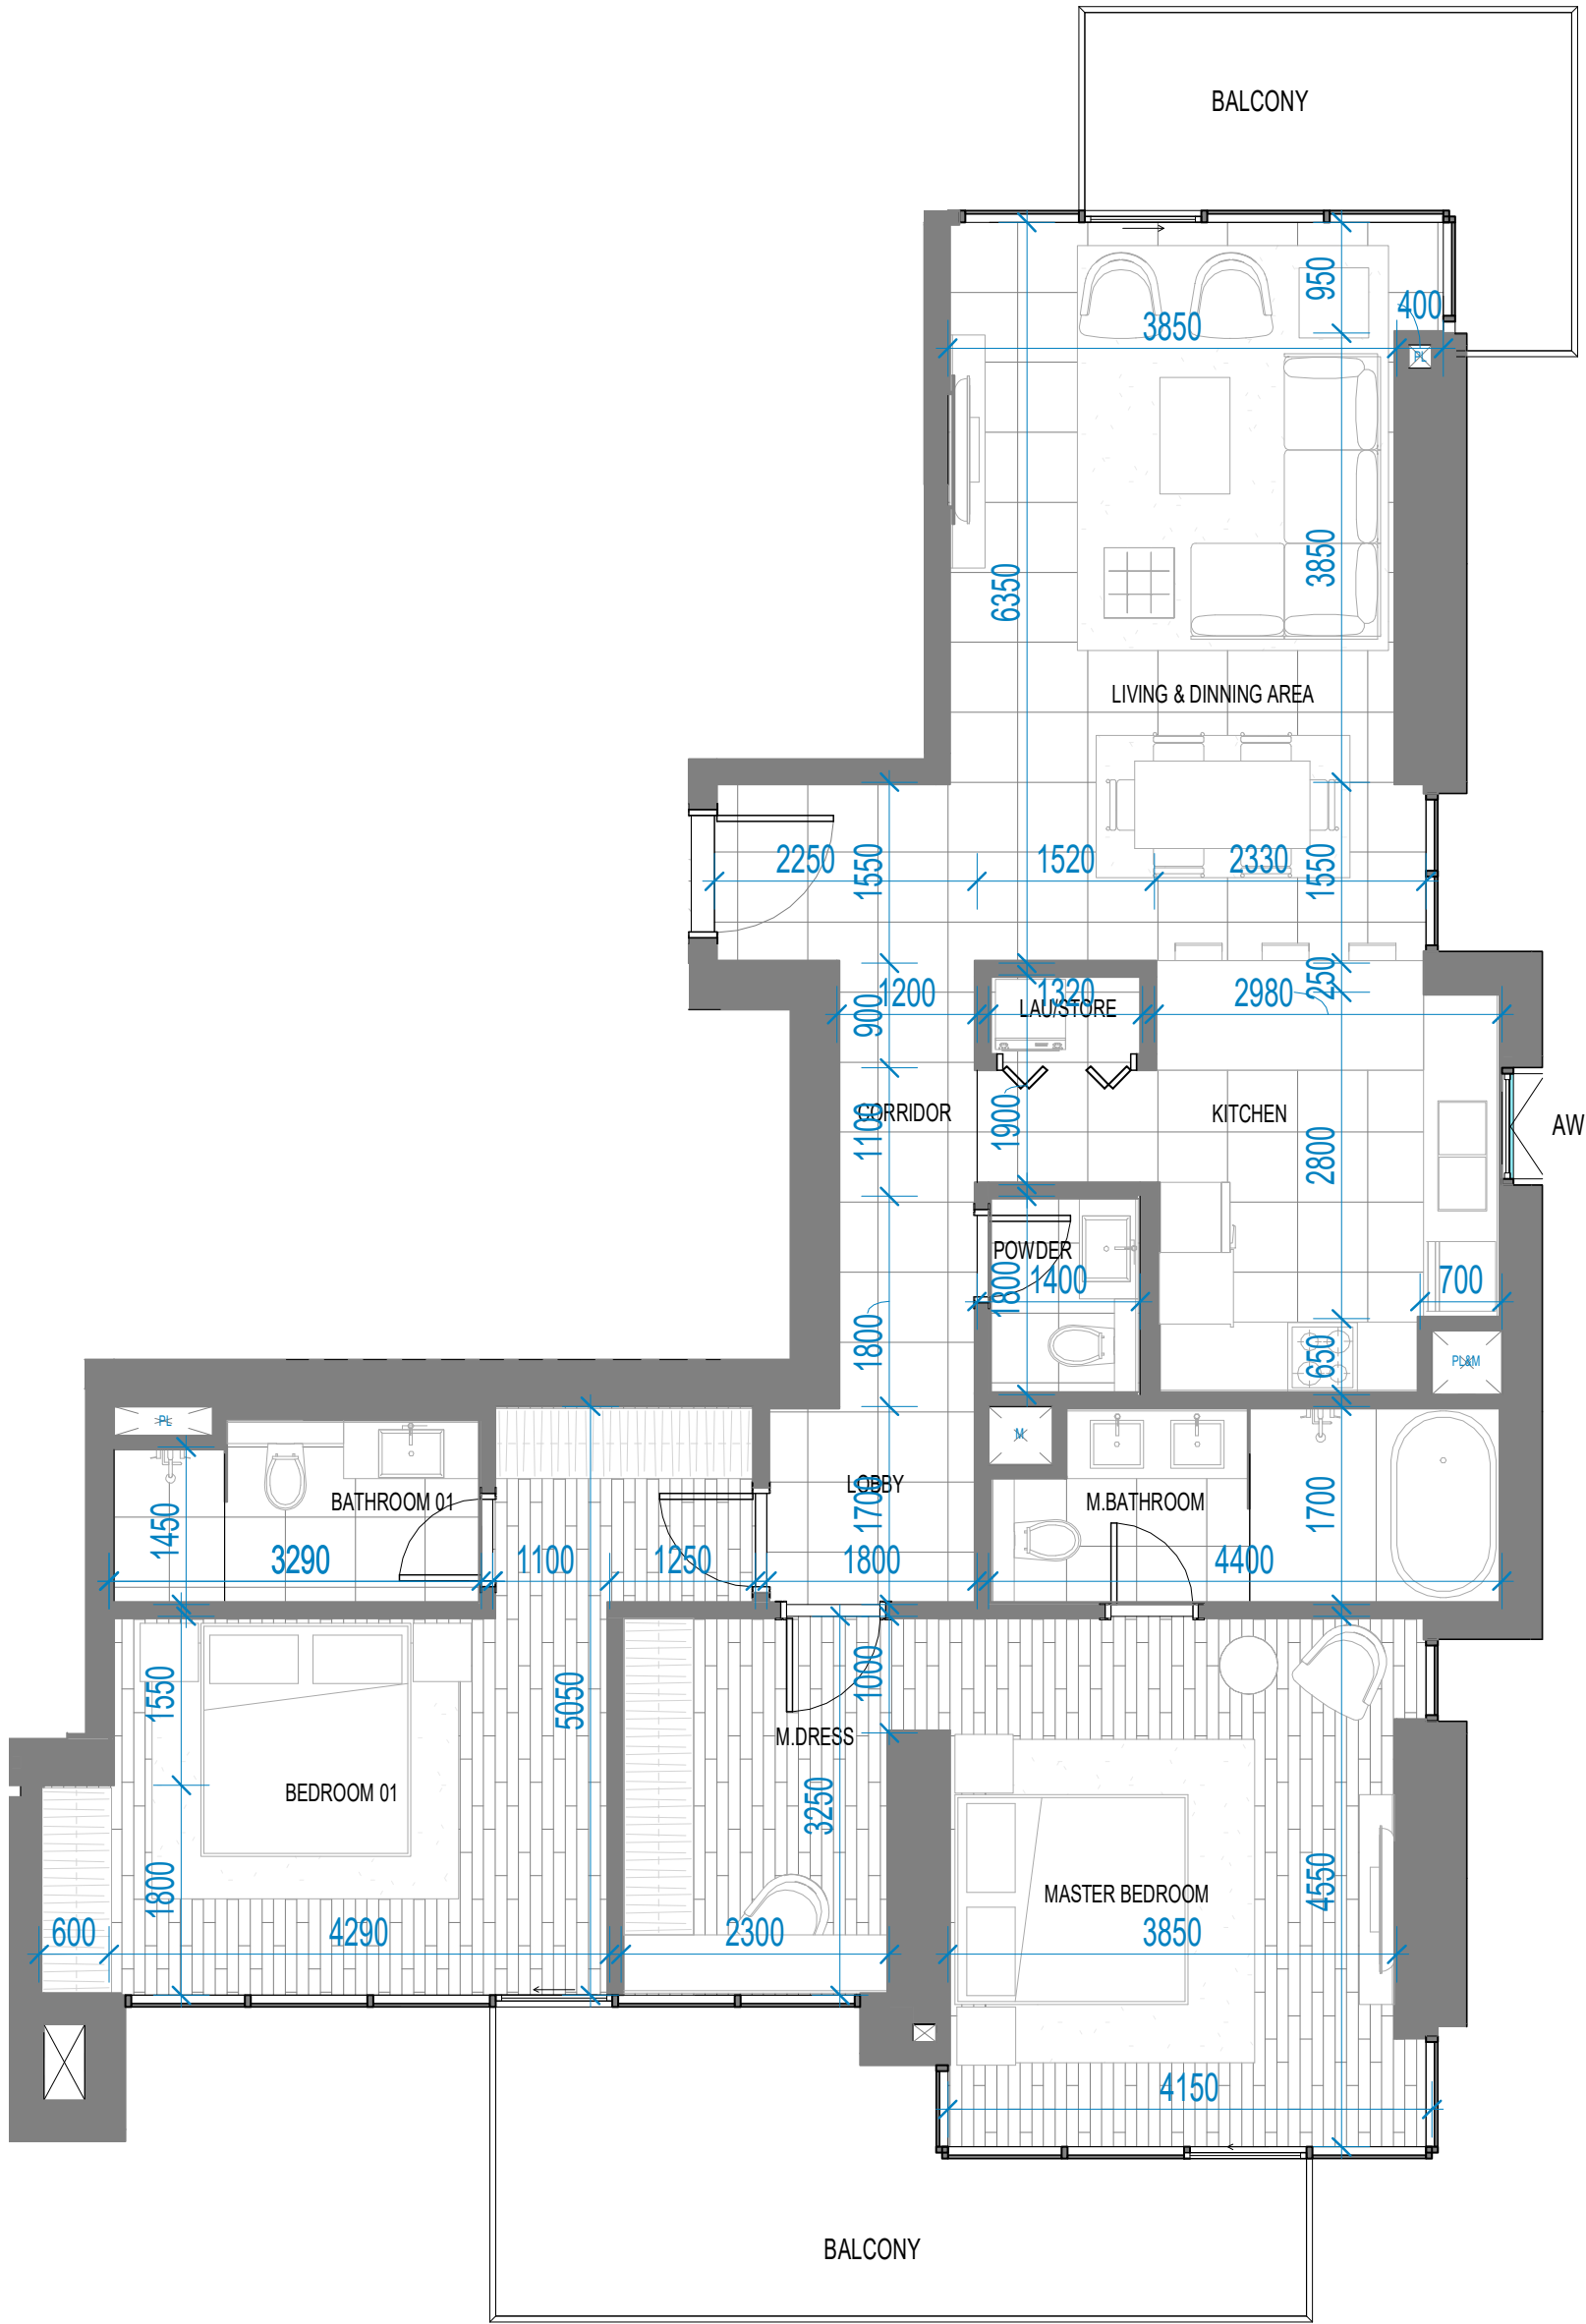 BALCONY
950
400
3850
PL
6350
3850
LIVING & DINNING AREA
2250
1550
1520
2330
1550
1200
900
1320
LAU/STORE
2980
250
CORRIDOR
1100
1900
KITCHEN
2800
AW
POWDER
1800
1400
700
1800
650
PL&M
PL
M
BATHROOM 01
1450
LOBBY
1700
M.BATHROOM
1700
3290
1100
1250
1800
4400
1550
5050
1000
M.DRESS
BEDROOM 01
3250
1800
MASTER BEDROOM
4550
600
4290
2300
3850
4150
BALCONY